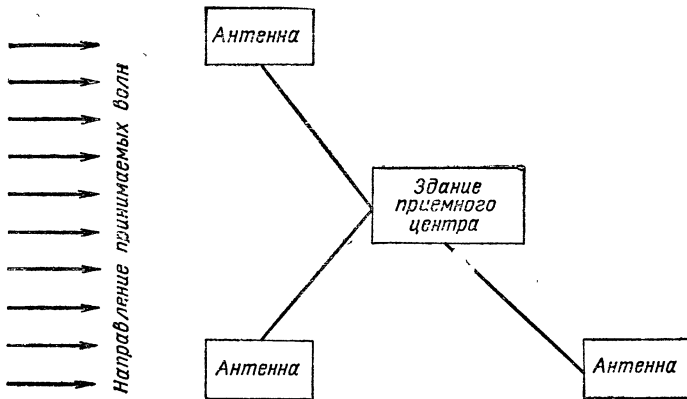 Антенна
Направление принимаемых волн
Здание
приемного
центра
Антенна
Антенна